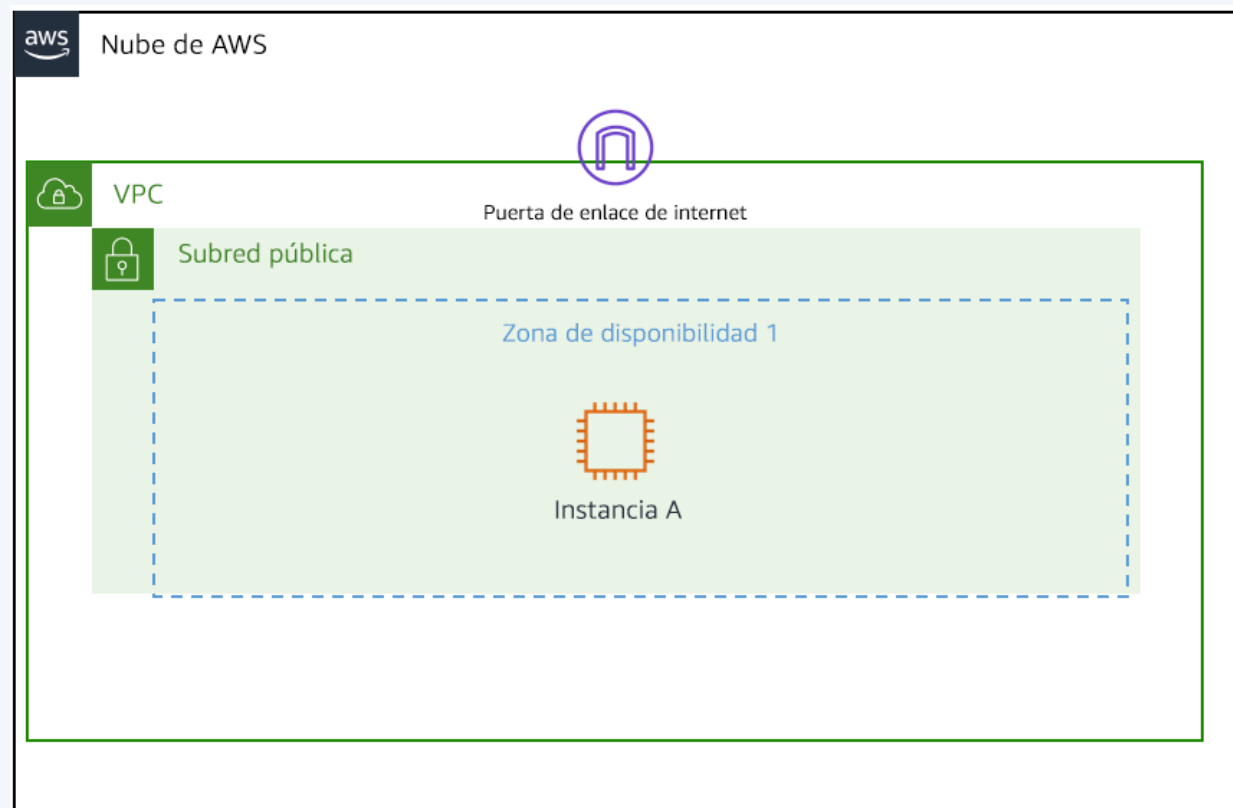 aws
Nube de AWS
VPC
Puerta de enlace de internet
Subred pública
Zona de disponibilidad 1
Instancia A